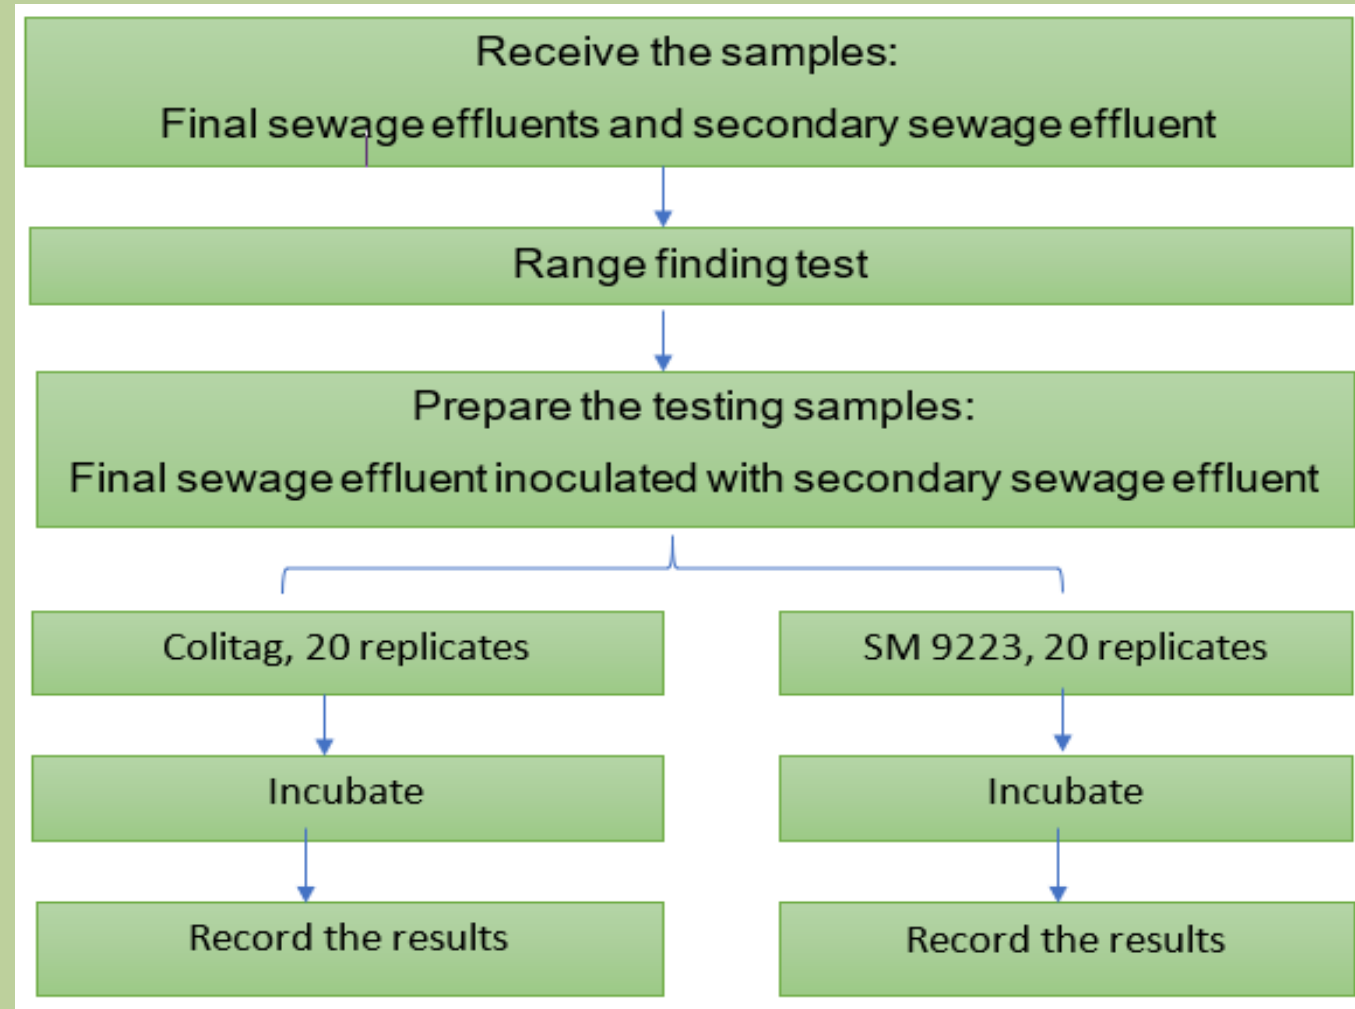 Receive the samples:
Final sewage effluents and secondary sewage effluent
Range finding test
Prepare the testing samples:
Final sewage effluent inoculated with secondary sewage effluent
Colitag, 20 replicates
SM 9223, 20 replicates
Incubate
Incubate
Record the results
Record the results